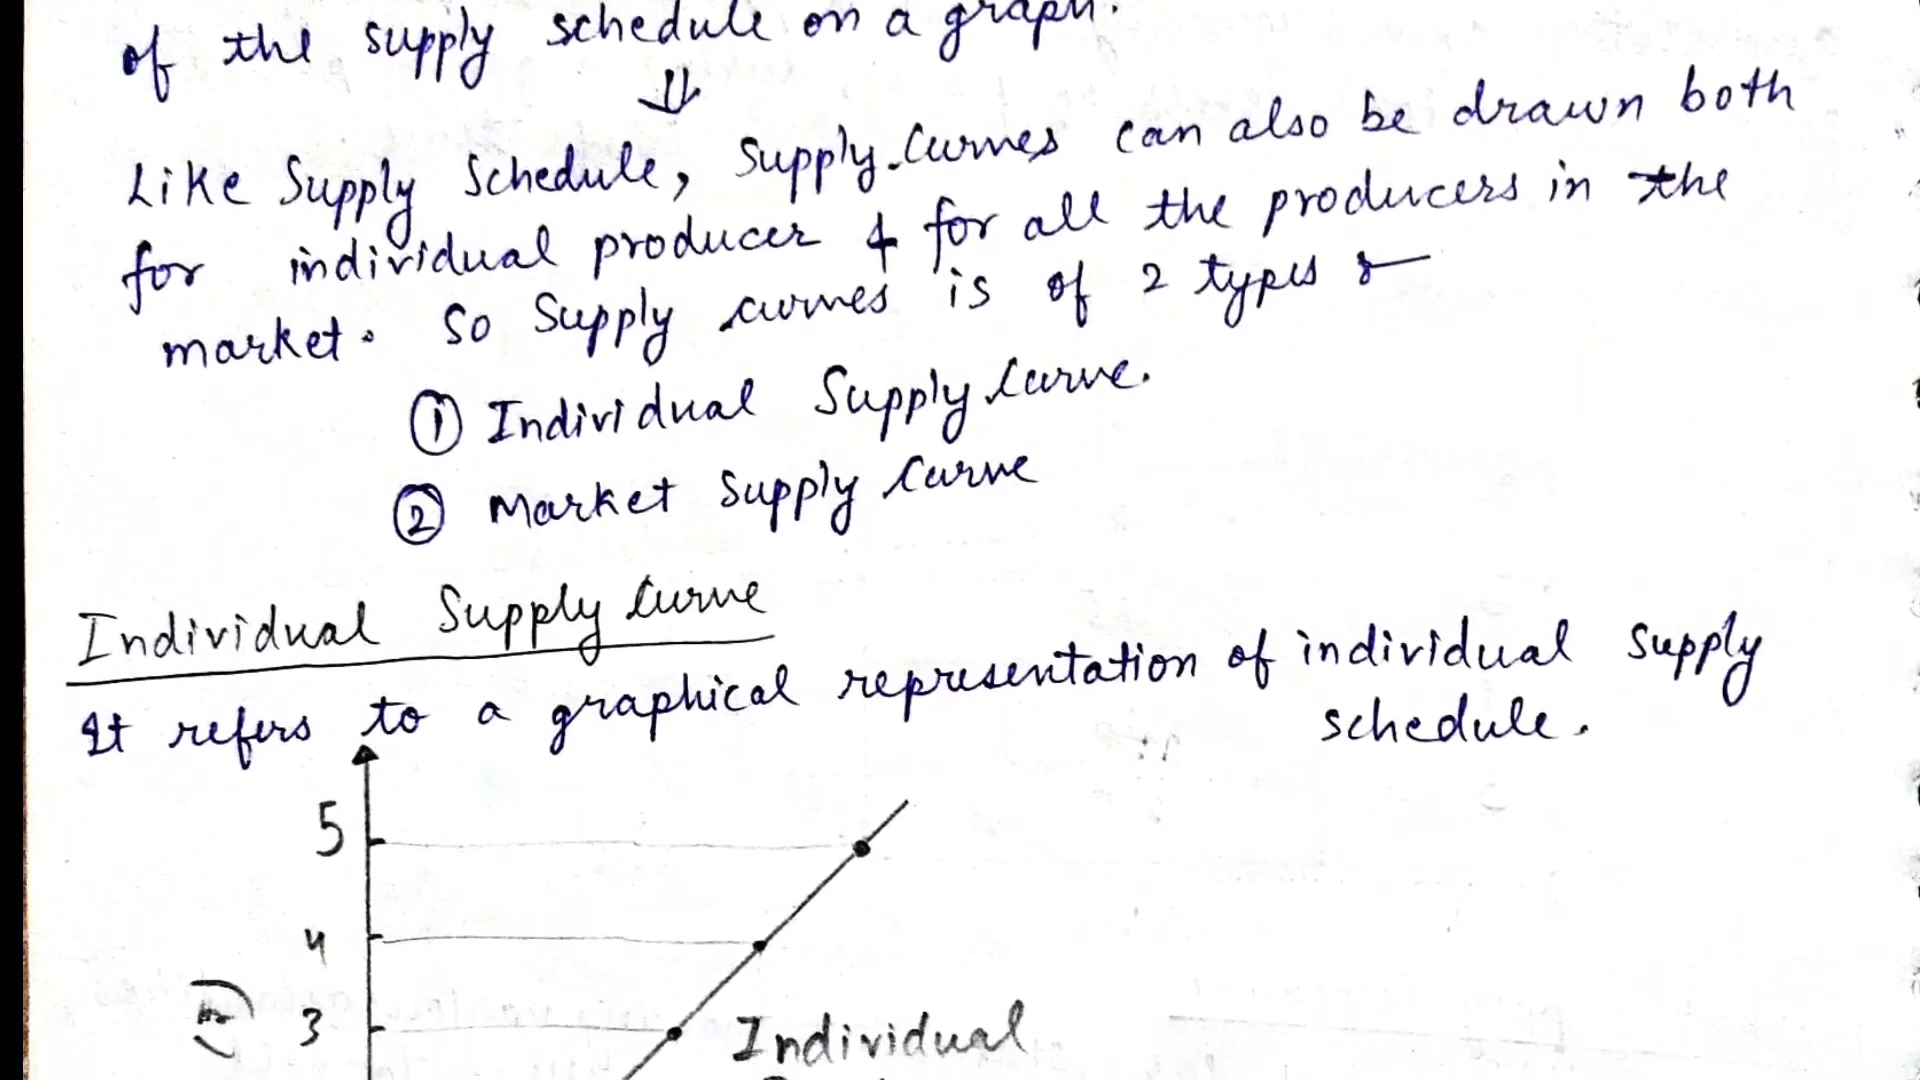 of the supply schedule on a graph.
⇓
Like Supply Schedule, Supply Curves can also be drawn both
for individual producer & for all the producers in the
market. So Supply curves is of 2 types :-
① Individual Supply Curve.
② Market Supply Curve
Individual Supply Curve
It refers to a graphical representation of individual supply
schedule.
5
4
3
Individual